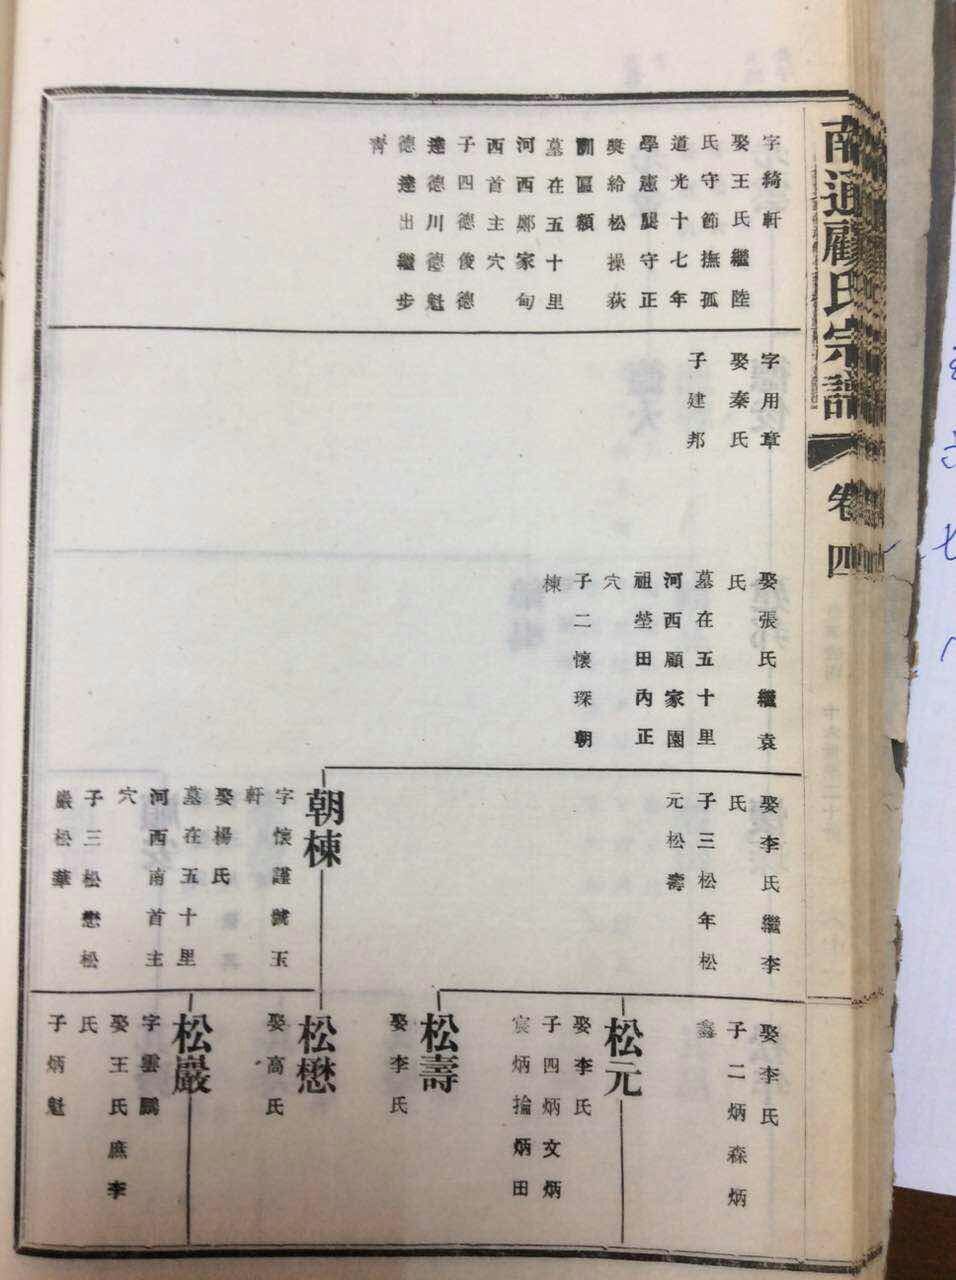 南通顧氏宗譜
卷四
字綺軒
娶王氏繼陸
氏守節撫孤
道光十七年
學憲龔守正
奬給松操荻
訓匾額
墓在五十里
河西鄭家甸
西首主穴
子四德俊德
達德川德魁
德達出繼步
青
字用章
娶秦氏
子建邦
娶張氏繼袁
氏
墓在五十里
河西顧家園
祖塋田內正
穴
子二懷琛朝
棟
娶李氏繼李
氏
子三松年松
元松壽
朝棟
字懷謹號玉
軒
娶楊氏
墓在五十里
河西南首主
穴
子三松懋松
巖松華
娶李氏
子二炳森炳
鑫
松元
娶李氏
子四炳文炳
宸炳掄炳田
松壽
娶李氏
松懋
娶高氏
松巖
字雲鵬
娶王氏庶李
氏
子炳魁